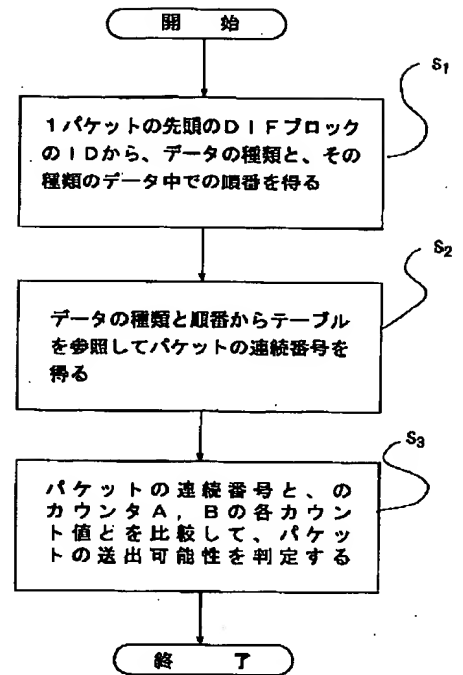 開 始
S1
1パケットの先頭のDIFブロック
のIDから、データの種類と、その
種類のデータ中での順番を得る
S2
データの種類と順番からテーブル
を参照してパケットの連続番号を
得る
S3
パケットの連続番号と、の
カウンタA,Bの各カウン
ト値とを比較して、パケッ
トの送出可能性を判定する
終 了